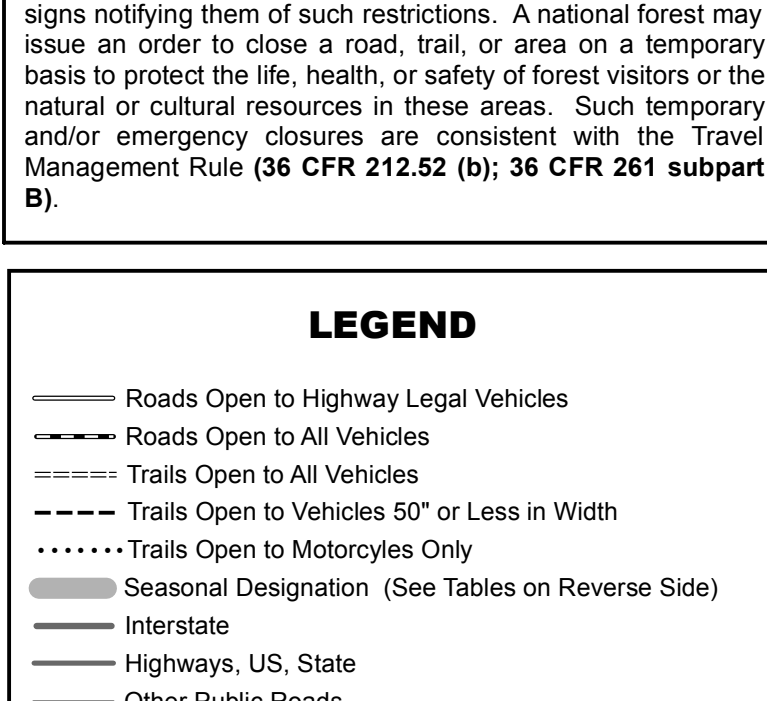 signs notifying them of such restrictions. A national forest may
issue an order to close a road, trail, or area on a temporary
basis to protect the life, health, or safety of forest visitors or the
natural or cultural resources in these areas. Such temporary
and/or emergency closures are consistent with the Travel
Management Rule (36 CFR 212.52 (b); 36 CFR 261 subpart
B).
LEGEND
Roads Open to Highway Legal Vehicles
Roads Open to All Vehicles
Trails Open to All Vehicles
Trails Open to Vehicles 50" or Less in Width
Trails Open to Motorcyles Only
Seasonal Designation (See Tables on Reverse Side)
Interstate
Highways, US, State
Other Public Roads